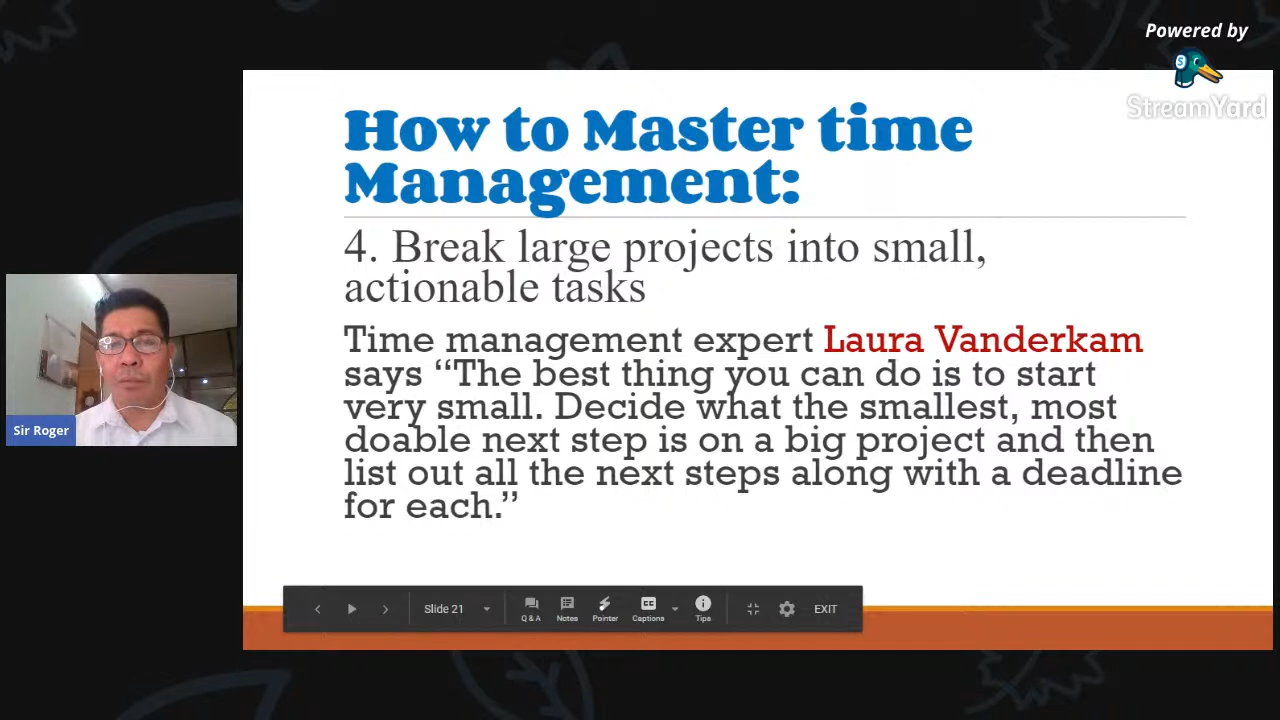 Powered by
StreamYard
How to Master time
Management:
4. Break large projects into small,
actionable tasks
Time management expert Laura Vanderkam
says “The best thing you can do is to start
very small. Decide what the smallest, most
doable next step is on a big project and then
list out all the next steps along with a deadline
for each.”
Sir Roger
Slide 21
Q & A
Notes
Pointer
CC
Captions
Tips
EXIT